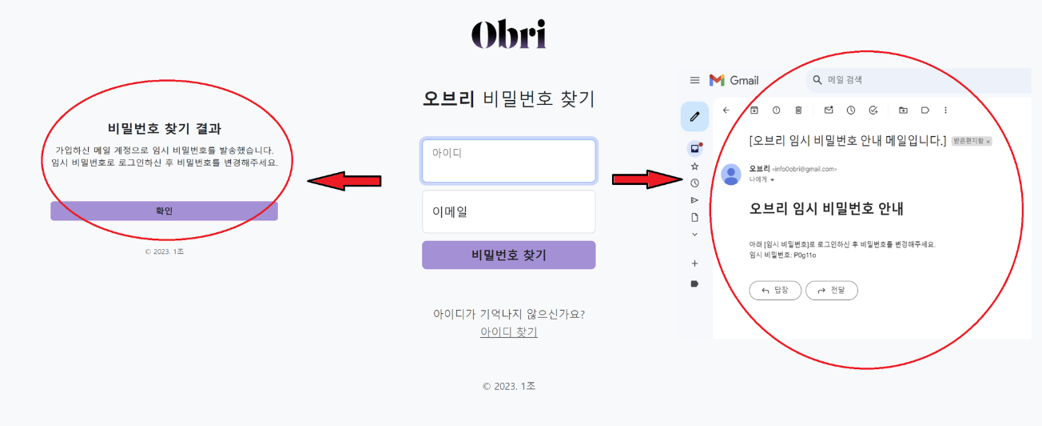 Obri
오브리 비밀번호 찾기
아이디
이메일
비밀번호 찾기
아이디가 기억나지 않으신가요?
아이디 찾기
© 2023. 1조
비밀번호 찾기 결과
가입하신 메일 계정으로 임시 비밀번호를 발송했습니다.
임시 비밀번호로 로그인하신 후 비밀번호를 변경해주세요.
확인
© 2023. 1조
Gmail
메일 검색
[오브리 임시 비밀번호 안내 메일입니다.] 받은편지함 ×
오브리 <info0obri@gmail.com>
나에게
오브리 임시 비밀번호 안내
아래 [임시 비밀번호]로 로그인하신 후 비밀번호를 변경해주세요.
임시 비밀번호: P0g11o
답장
전달